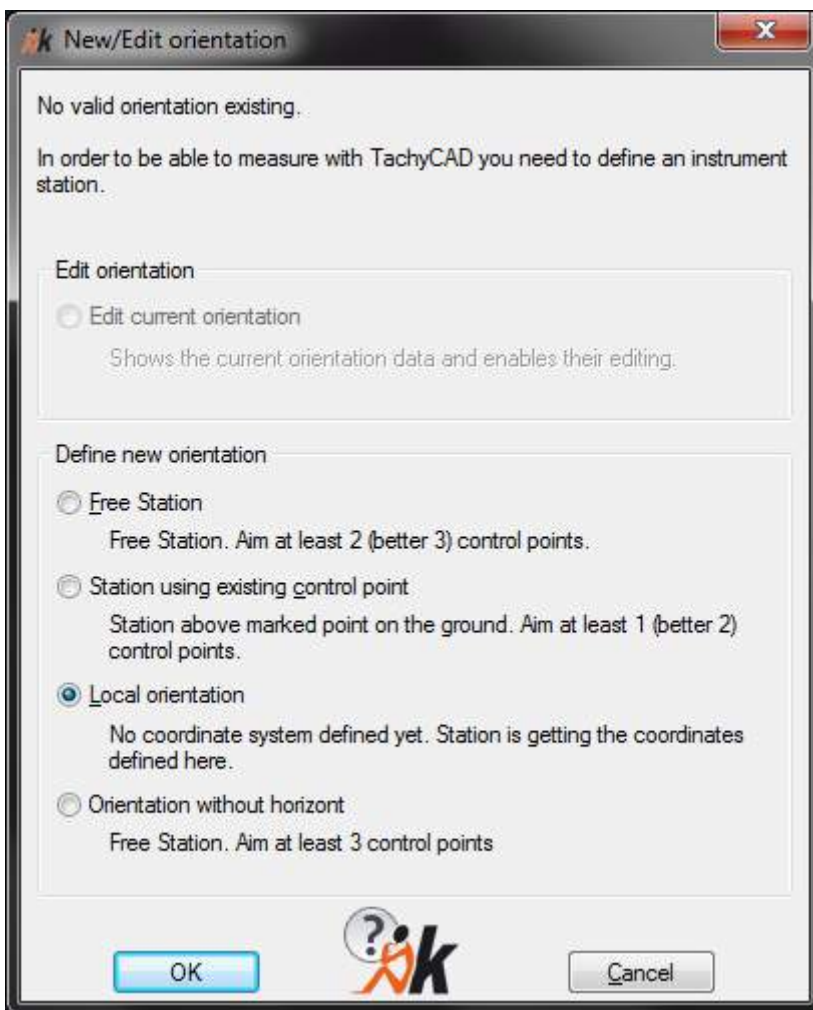 ik New/Edit orientation
No valid orientation existing.
In order to be able to measure with TachyCAD you need to define an instrument
station.
Edit orientation
Edit current orientation
Shows the current orientation data and enables their editing.
Define new orientation
Free Station
Free Station. Aim at least 2 (better 3) control points.
Station using existing control point
Station above marked point on the ground. Aim at least 1 (better 2)
control points.
Local orientation
No coordinate system defined yet. Station is getting the coordinates
defined here.
Orientation without horizont
Free Station. Aim at least 3 control points
OK
?ik
Cancel